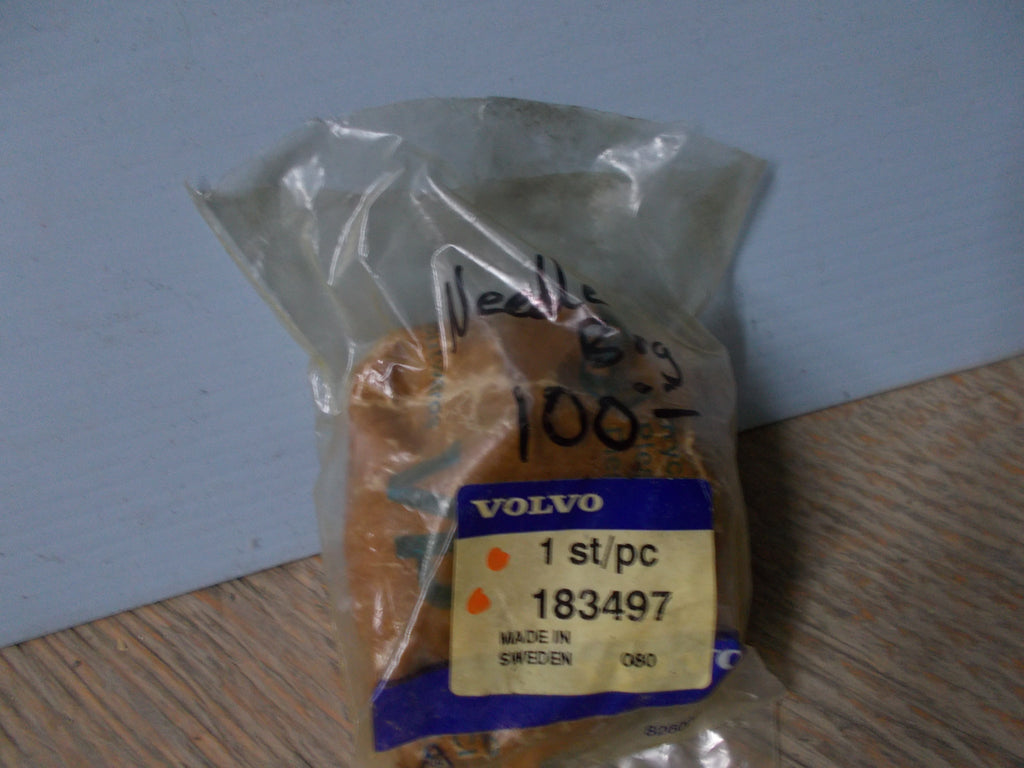 Needle
Brg
100:-
VOLVO
1 st/pc
183497
MADE IN
SWEDEN 080